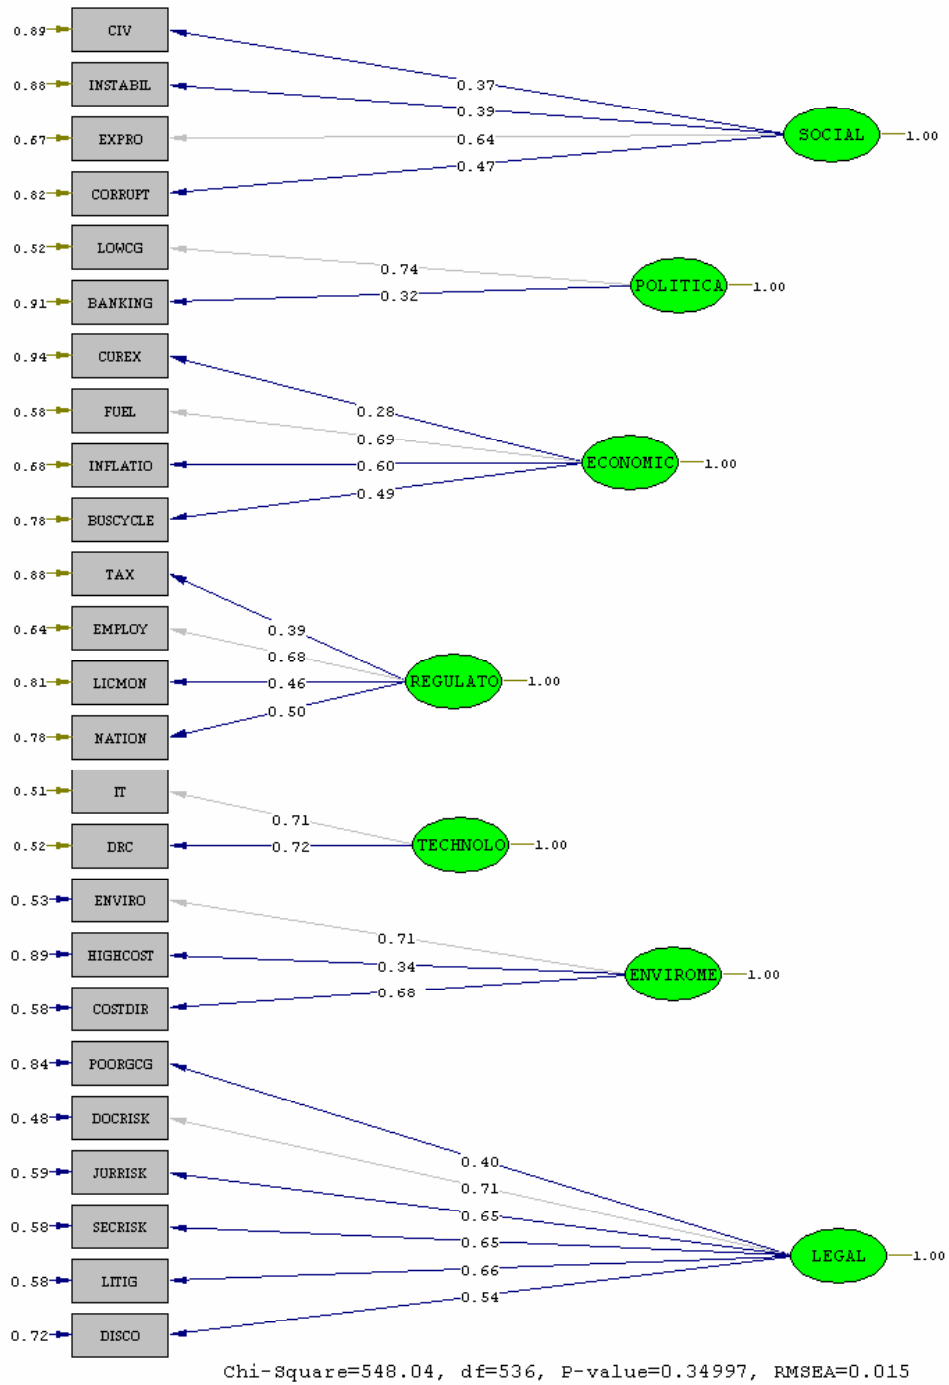 0.89 CIV
0.37
0.88 INSTABIL
0.39
0.67 EXPRO
0.64
SOCIAL 1.00
0.47
0.82 CORRUPT
0.52 LOWCG
0.74
POLITICA 1.00
0.32
0.91 BANKING
0.94 CUREX
0.28
0.58 FUEL
0.69
0.68 INFLATIO
0.60
ECONOMIC 1.00
0.49
0.78 BUSCYCLE
0.88 TAX
0.39
0.64 EMPLOY
0.68
0.81 LICMON
0.46
REGULATO 1.00
0.50
0.78 NATION
0.51 IT
0.71
0.52 DRC
0.72
TECHNOLO 1.00
0.53 ENVIRO
0.71
0.89 HIGHCOST
0.34
ENVIROME 1.00
0.68
0.58 COSTDIR
0.84 POORGCG
0.40
0.48 DOCRISK
0.71
0.59 JURRISK
0.65
0.58 SECRISK
0.65
LEGAL 1.00
0.66
0.58 LITIG
0.54
0.72 DISCO
Chi-Square=548.04, df=536, P-value=0.34997, RMSEA=0.015